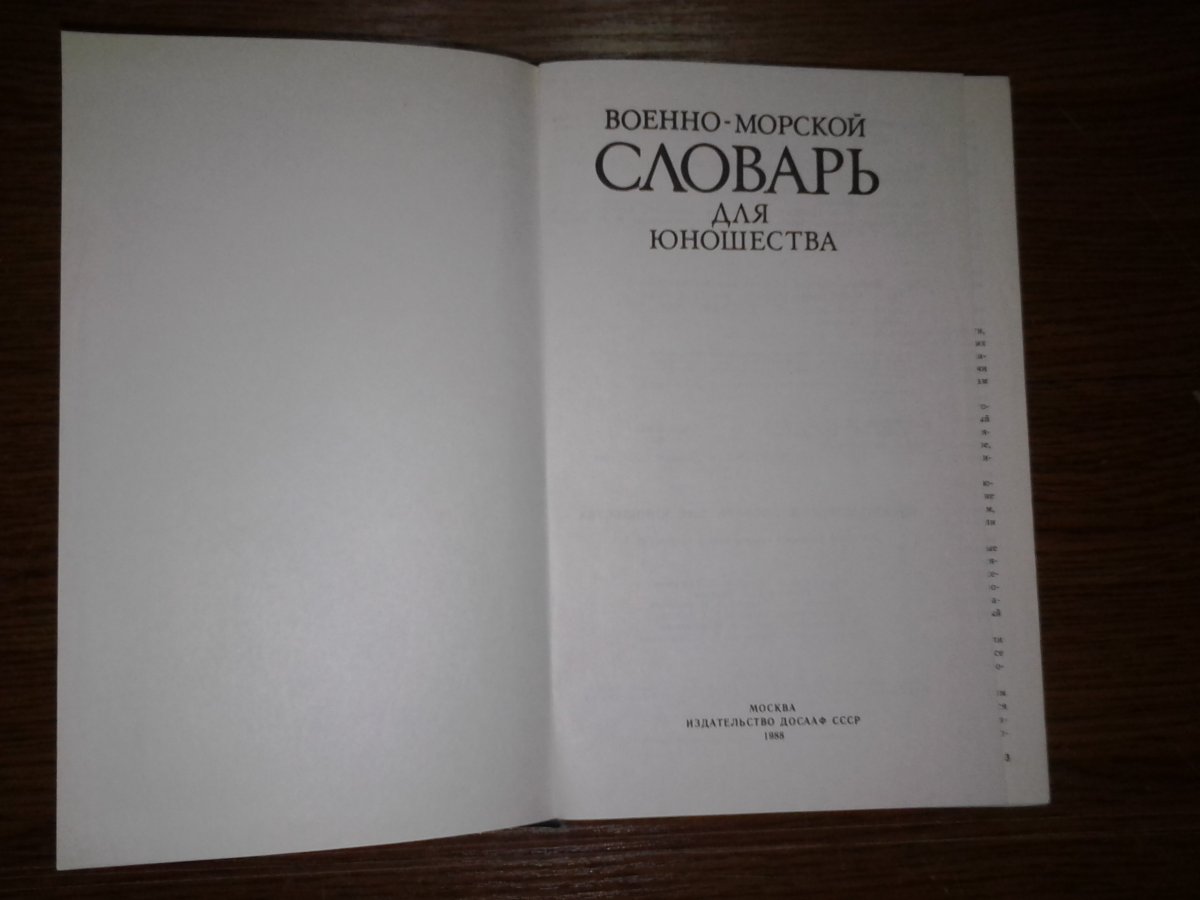 ВОЕННО-МОРСКОЙ
СЛОВАРЬ
ДЛЯ
ЮНОШЕСТВА
МОСКВА
ИЗДАТЕЛЬСТВО ДОСААФ СССР
1988
3